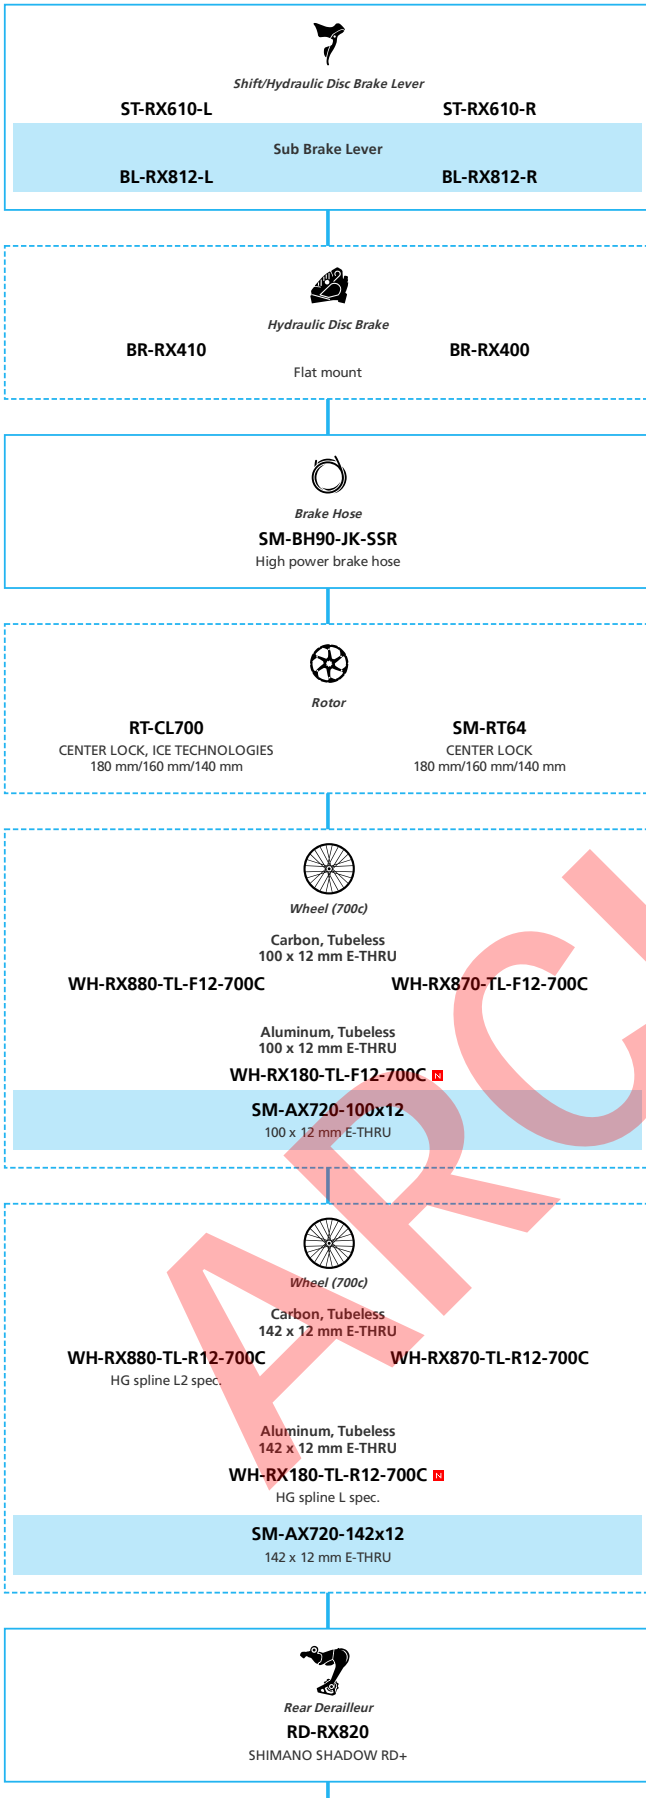 Shift/Hydraulic Disc Brake Lever
ST-RX610-L ST-RX610-R
Sub Brake Lever
BL-RX812-L BL-RX812-R
Hydraulic Disc Brake
BR-RX410 BR-RX400
Flat mount
Brake Hose
SM-BH90-JK-SSR
High power brake hose
Rotor
RT-CL700 SM-RT64
CENTER LOCK, ICE TECHNOLOGIES CENTER LOCK
180 mm/160 mm/140 mm 180 mm/160 mm/140 mm
Wheel (700c)
Carbon, Tubeless
100 x 12 mm E-THRU
WH-RX880-TL-F12-700C WH-RX870-TL-F12-700C
Aluminum, Tubeless
100 x 12 mm E-THRU
WH-RX180-TL-F12-700C N
SM-AX720-100x12
100 x 12 mm E-THRU
Wheel (700c)
Carbon, Tubeless
142 x 12 mm E-THRU
WH-RX880-TL-R12-700C WH-RX870-TL-R12-700C
HG spline L2 spec.
Aluminum, Tubeless
142 x 12 mm E-THRU
WH-RX180-TL-R12-700C N
HG spline L spec.
SM-AX720-142x12
142 x 12 mm E-THRU
Rear Derailleur
RD-RX820
SHIMANO SHADOW RD+